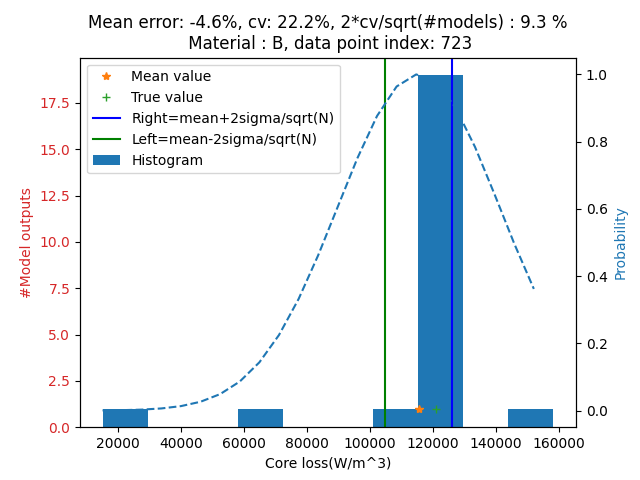 Mean error: -4.6%, cv: 22.2%, 2*cv/sqrt(#models) : 9.3 %
Material : B, data point index: 723
Mean value
True value
Right=mean+2sigma/sqrt(N)
Left=mean-2sigma/sqrt(N)
Histogram
#Model outputs
17.5
15.0
12.5
10.0
7.5
5.0
2.5
0.0
1.0
0.8
0.6
0.4
0.2
0.0
Probability
20000 40000 60000 80000 100000 120000 140000 160000
Core loss(W/m^3)